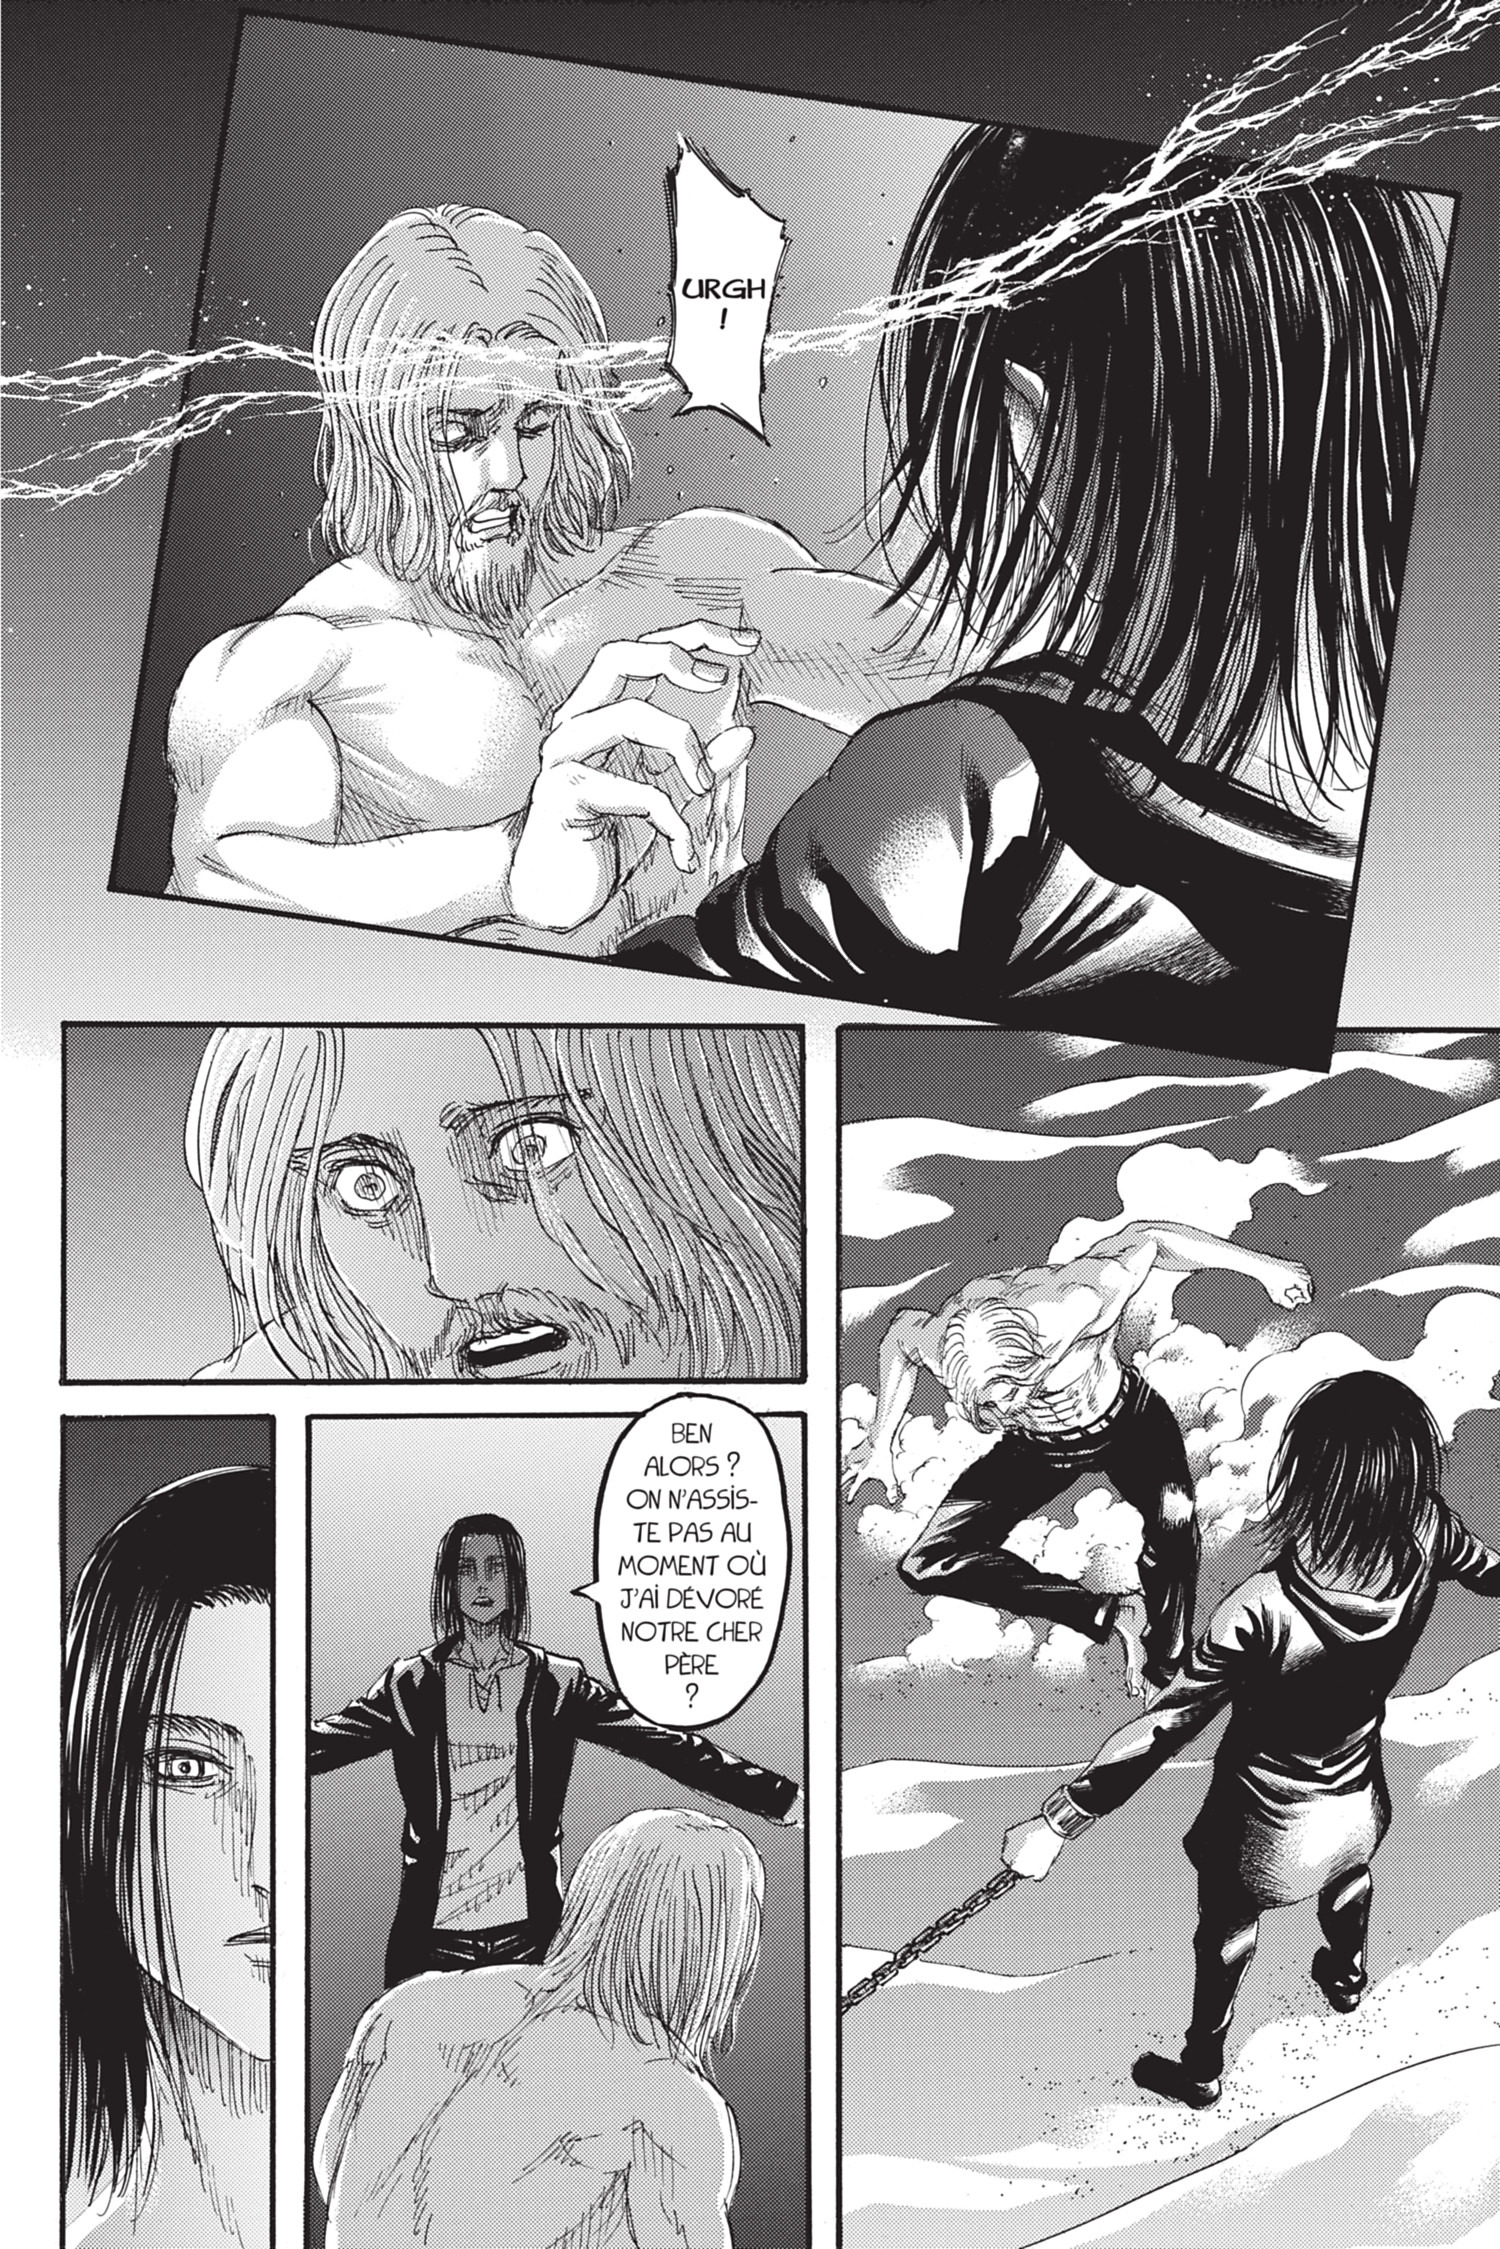 URGH
!
BEN
ALORS ?
ON N'ASSIS-
TE PAS AU
MOMENT OÙ
J'AI DÉVORÉ
NOTRE CHER
PÈRE
?